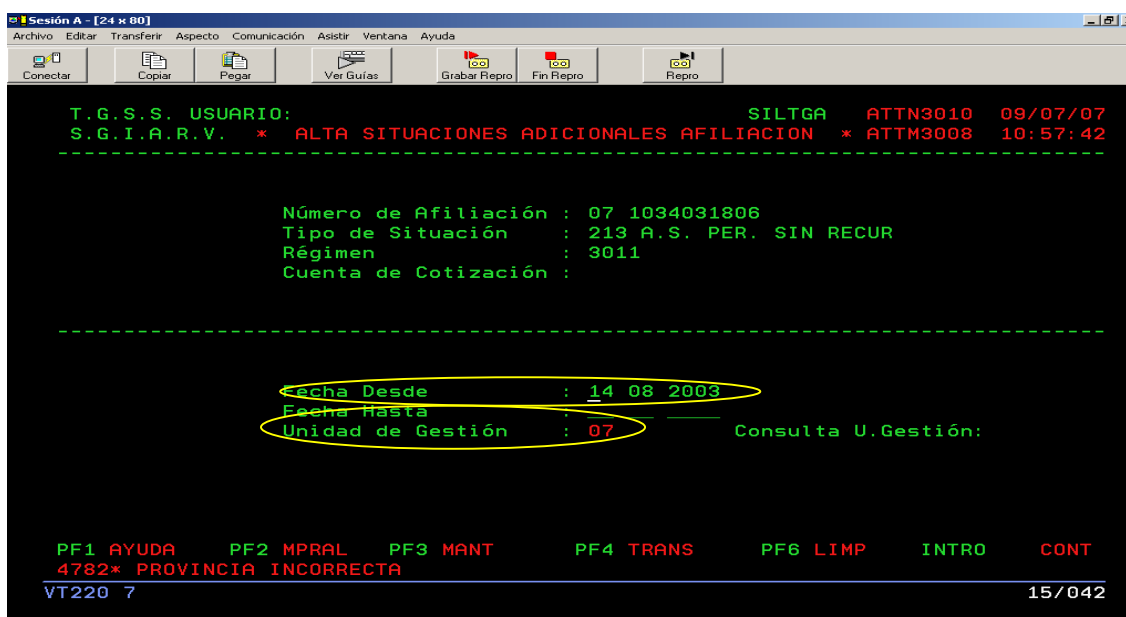 Sesión A - [24 x 80]
Archivo Editar Transferir Aspecto Comunicación Asistir Ventana Ayuda
Conectar Copiar Pegar Ver Guías Grabar Repro Fin Repro Repro
T.G.S.S. USUARIO: SILTGA ATTN3010 09/07/07
S.G.I.A.R.V. * ALTA SITUACIONES ADICIONALES AFILIACION * ATTM3008 10:57:42
Número de Afiliación : 07 1034031806
Tipo de Situación : 213 A.S. PER. SIN RECUR
Régimen : 3011
Cuenta de Cotización :
Fecha Desde : 14 08 2003
Fecha Hasta : __ __ ____
Unidad de Gestión : 07 Consulta U.Gestión:
PF1 AYUDA PF2 MPRAL PF3 MANT PF4 TRANS PF6 LIMP INTRO CONT
4782* PROVINCIA INCORRECTA
VT220 7 15/042